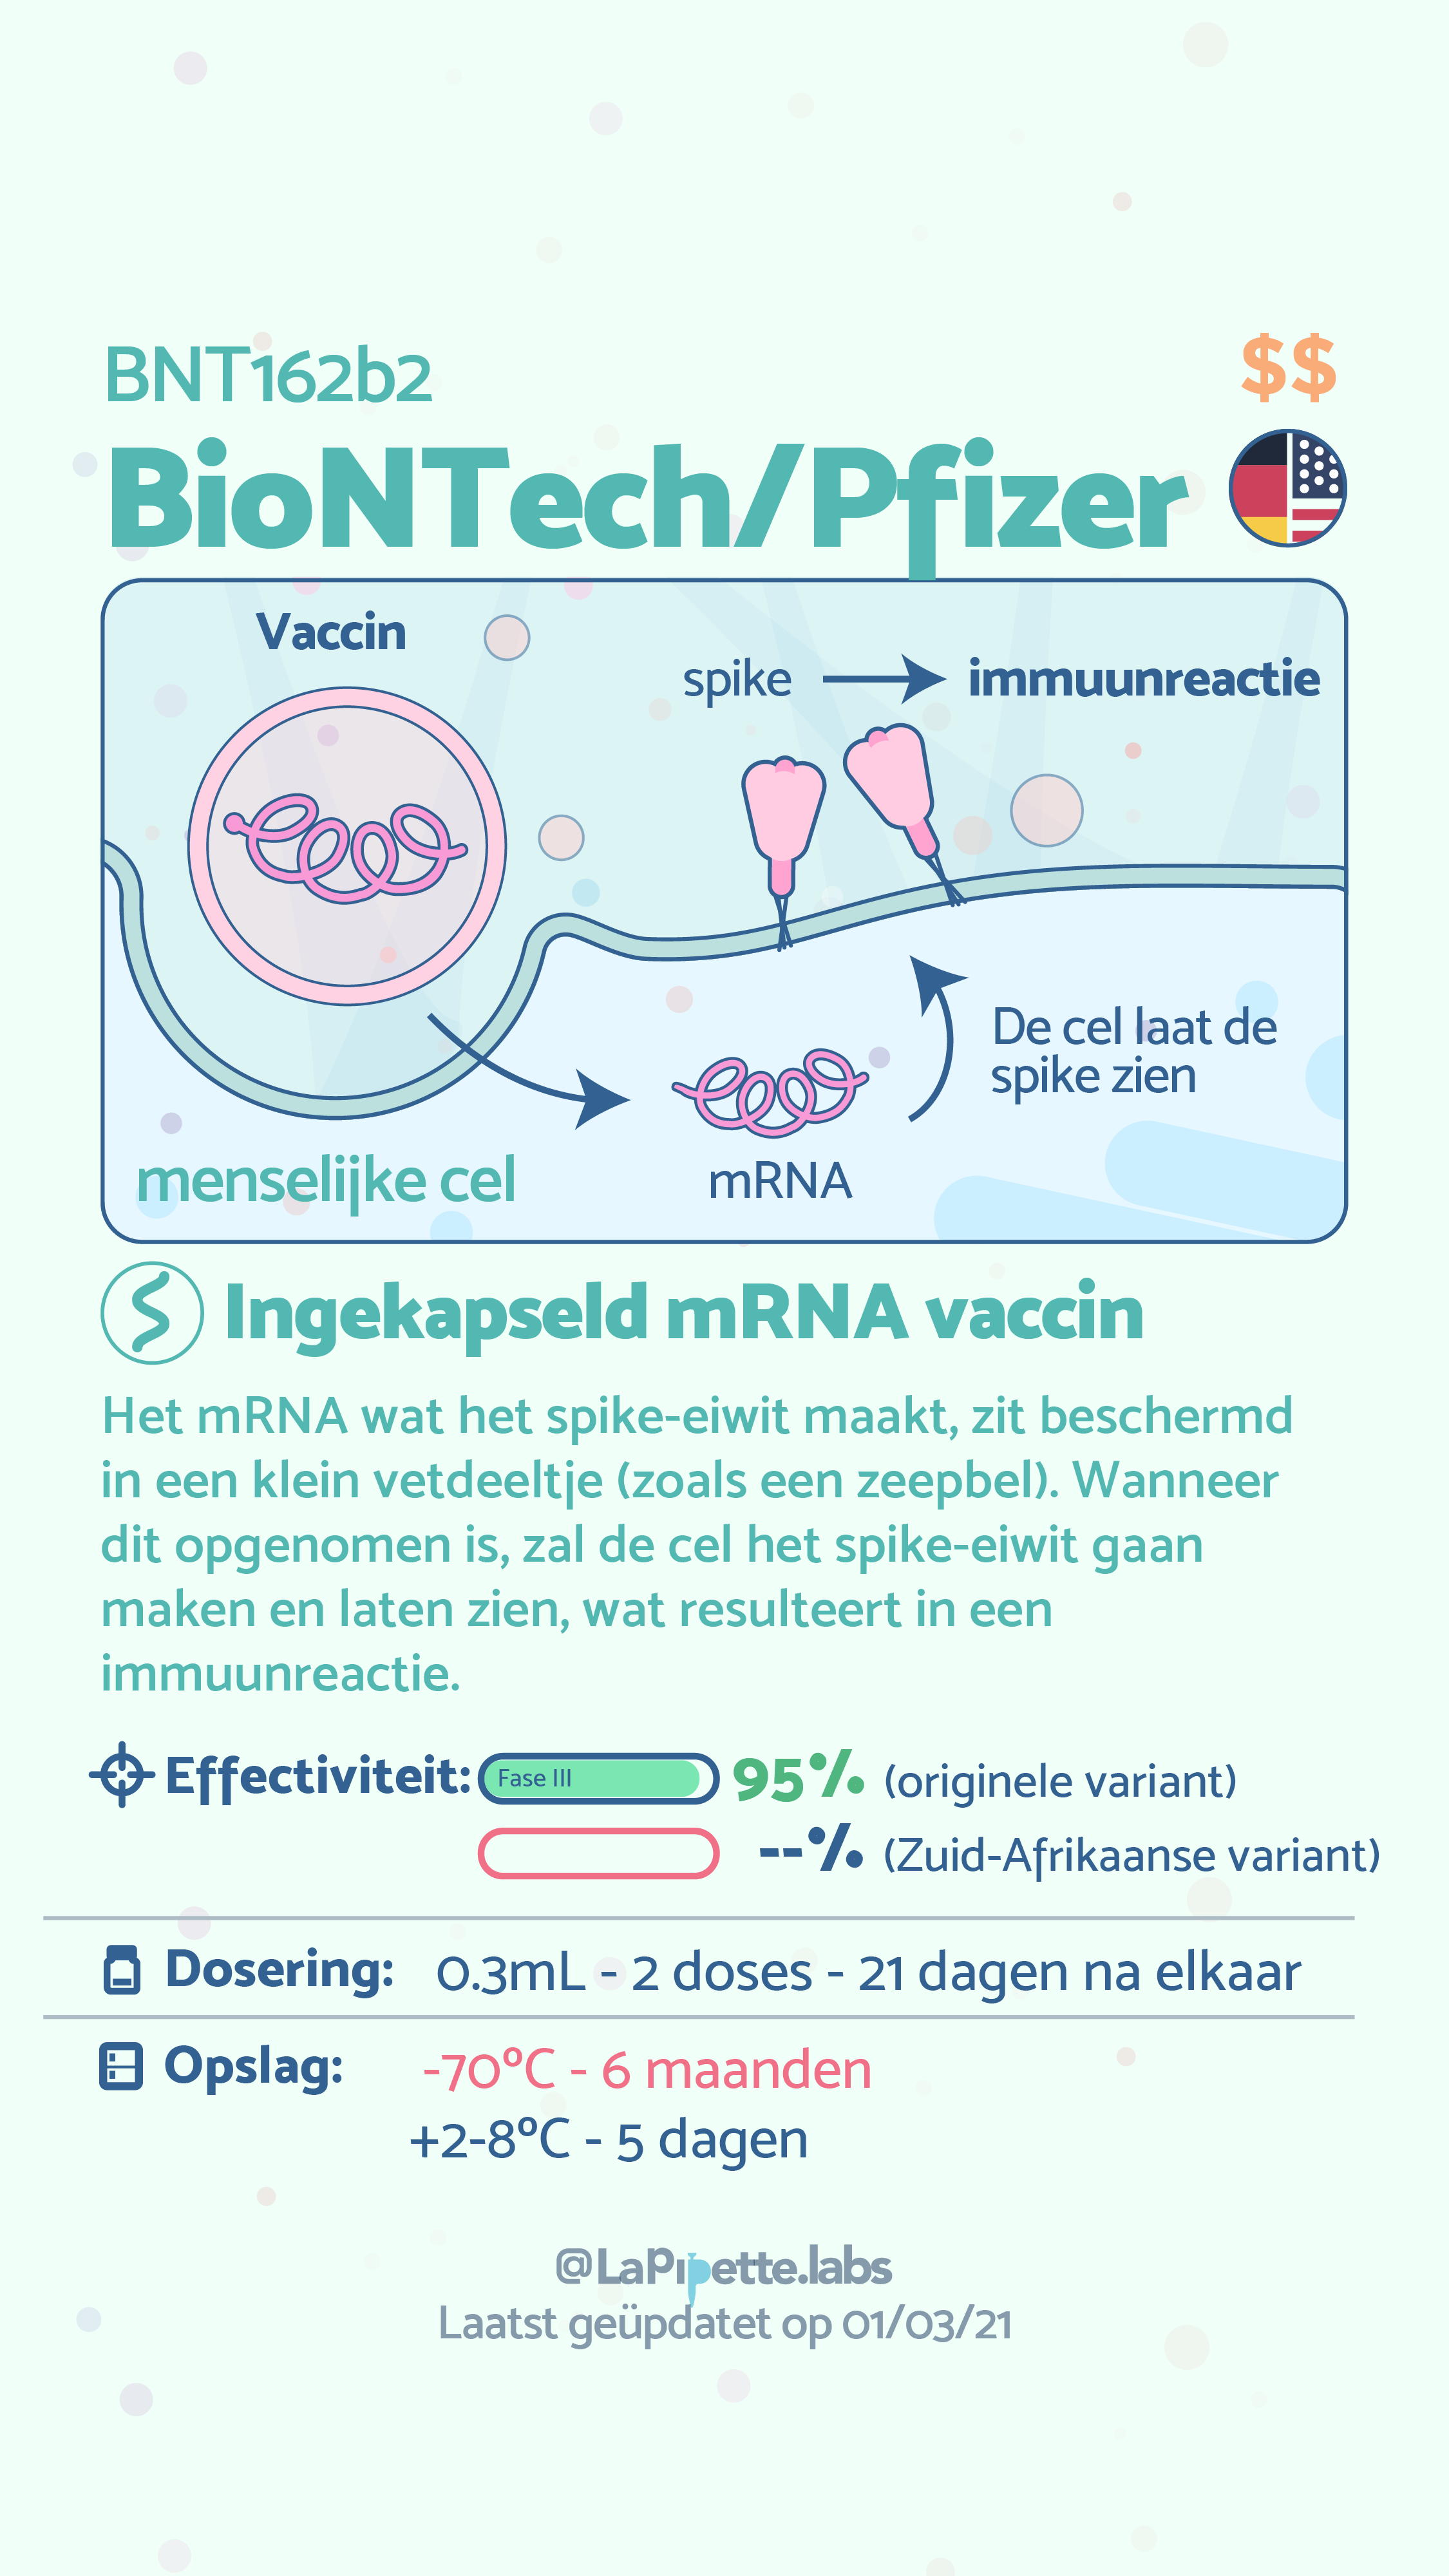 BNT162b2
$$
BioNTech/Pfizer
Vaccin
spike
immuunreactie
De cel laat de
spike zien
menselijke cel
mRNA
Ingekapseld mRNA vaccin
Het mRNA wat het spike-eiwit maakt, zit beschermd
in een klein vetdeeltje (zoals een zeepbel). Wanneer
dit opgenomen is, zal de cel het spike-eiwit gaan
maken en laten zien, wat resulteert in een
immuunreactie.
Effectiviteit: Fase III 95% (originele variant)
--% (Zuid-Afrikaanse variant)
Dosering: 0.3mL - 2 doses - 21 dagen na elkaar
Opslag: -70°C - 6 maanden
+2-8°C - 5 dagen
@LaPipette.labs
Laatst geüpdatet op 01/03/21